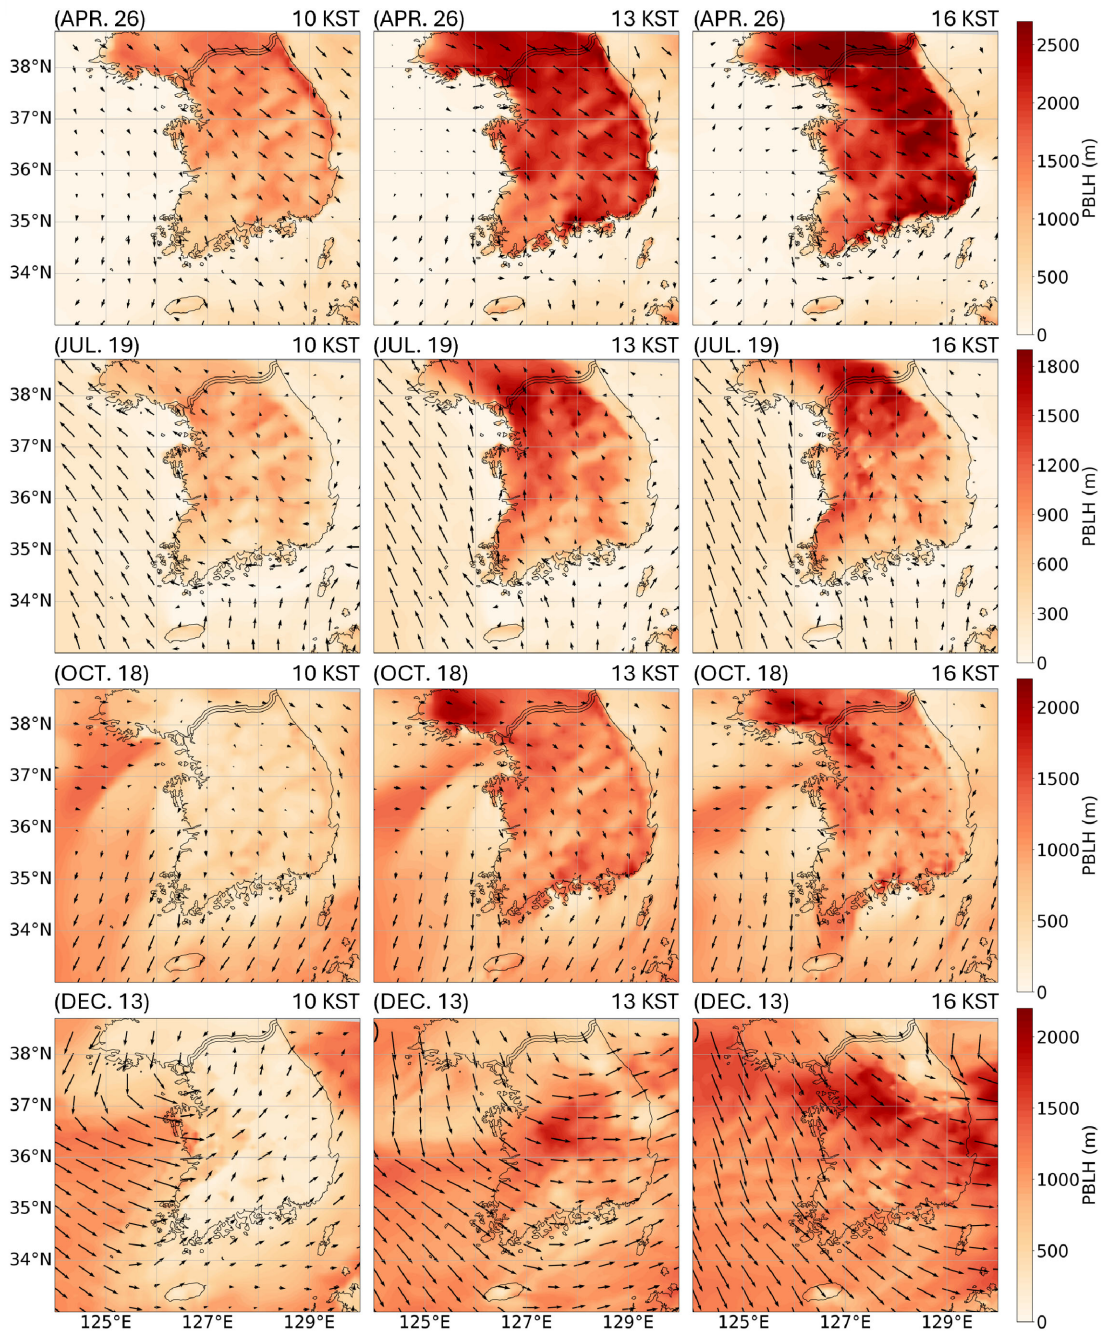 (APR. 26) 10 KST (APR. 26) 13 KST (APR. 26) 16 KST
38°N
37°N
36°N
35°N
34°N
2500
2000
1500
1000
500
0
PBLH (m)
(JUL. 19) 10 KST (JUL. 19) 13 KST (JUL. 19) 16 KST
38°N
37°N
36°N
35°N
34°N
1800
1500
1200
900
600
300
0
PBLH (m)
(OCT. 18) 10 KST (OCT. 18) 13 KST (OCT. 18) 16 KST
38°N
37°N
36°N
35°N
34°N
2000
1500
1000
500
0
PBLH (m)
(DEC. 13) 10 KST (DEC. 13) 13 KST (DEC. 13) 16 KST
) )
38°N
37°N
36°N
35°N
34°N
2000
1500
1000
500
0
PBLH (m)
125°E 127°E 129°E 125°E 127°E 129°E 125°E 127°E 129°E